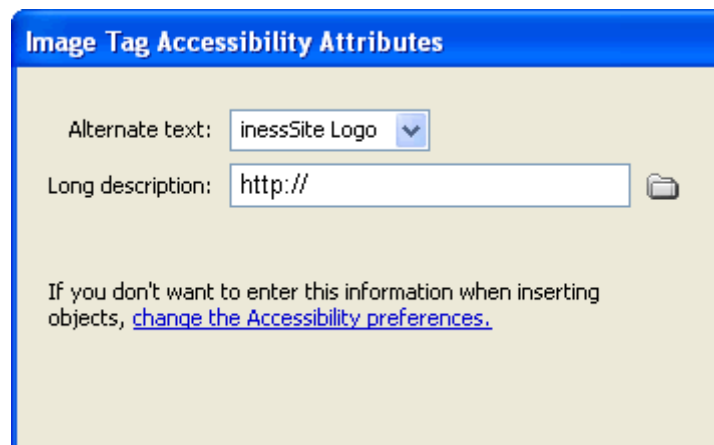 Image Tag Accessibility Attributes
Alternate text: inessSite Logo
Long description: http://
If you don't want to enter this information when inserting
objects, change the Accessibility preferences.